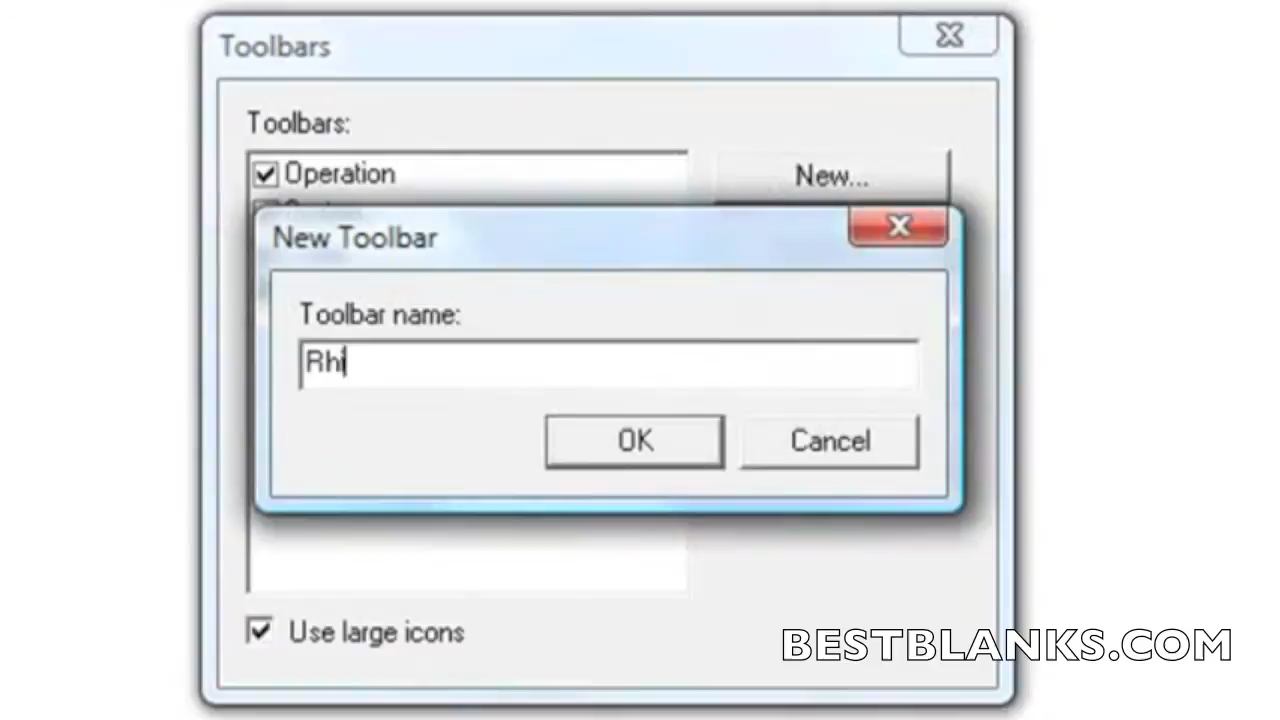 Toolbars
Toolbars:
Operation
New...
New Toolbar
Toolbar name:
Rhi
OK
Cancel
Use large icons
BESTBLANKS.COM